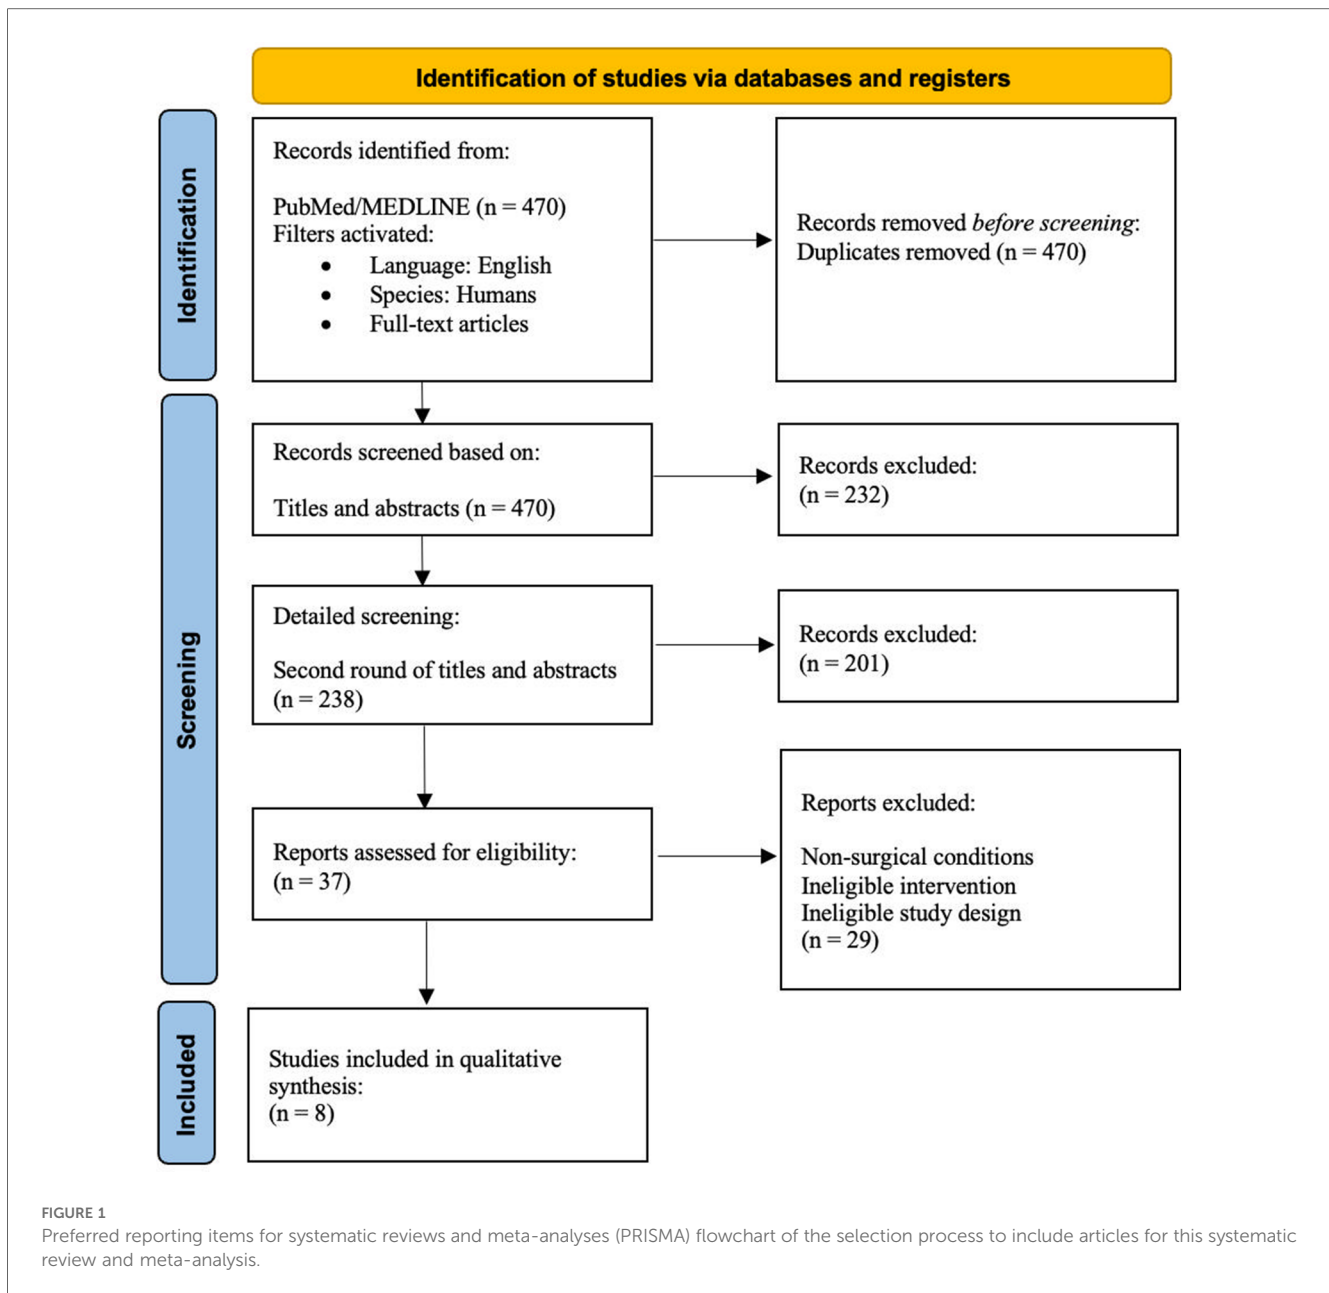 Identification of studies via databases and registers
Identification
Records identified from:
PubMed/MEDLINE (n = 470)
Filters activated:
• Language: English
• Species: Humans
• Full-text articles
Records removed before screening:
Duplicates removed (n = 470)
Screening
Records screened based on:
Titles and abstracts (n = 470)
Records excluded:
(n = 232)
Detailed screening:
Second round of titles and abstracts
(n = 238)
Records excluded:
(n = 201)
Reports assessed for eligibility:
(n = 37)
Reports excluded:
Non-surgical conditions
Ineligible intervention
Ineligible study design
(n = 29)
Included
Studies included in qualitative
synthesis:
(n = 8)
FIGURE 1
Preferred reporting items for systematic reviews and meta-analyses (PRISMA) flowchart of the selection process to include articles for this systematic
review and meta-analysis.